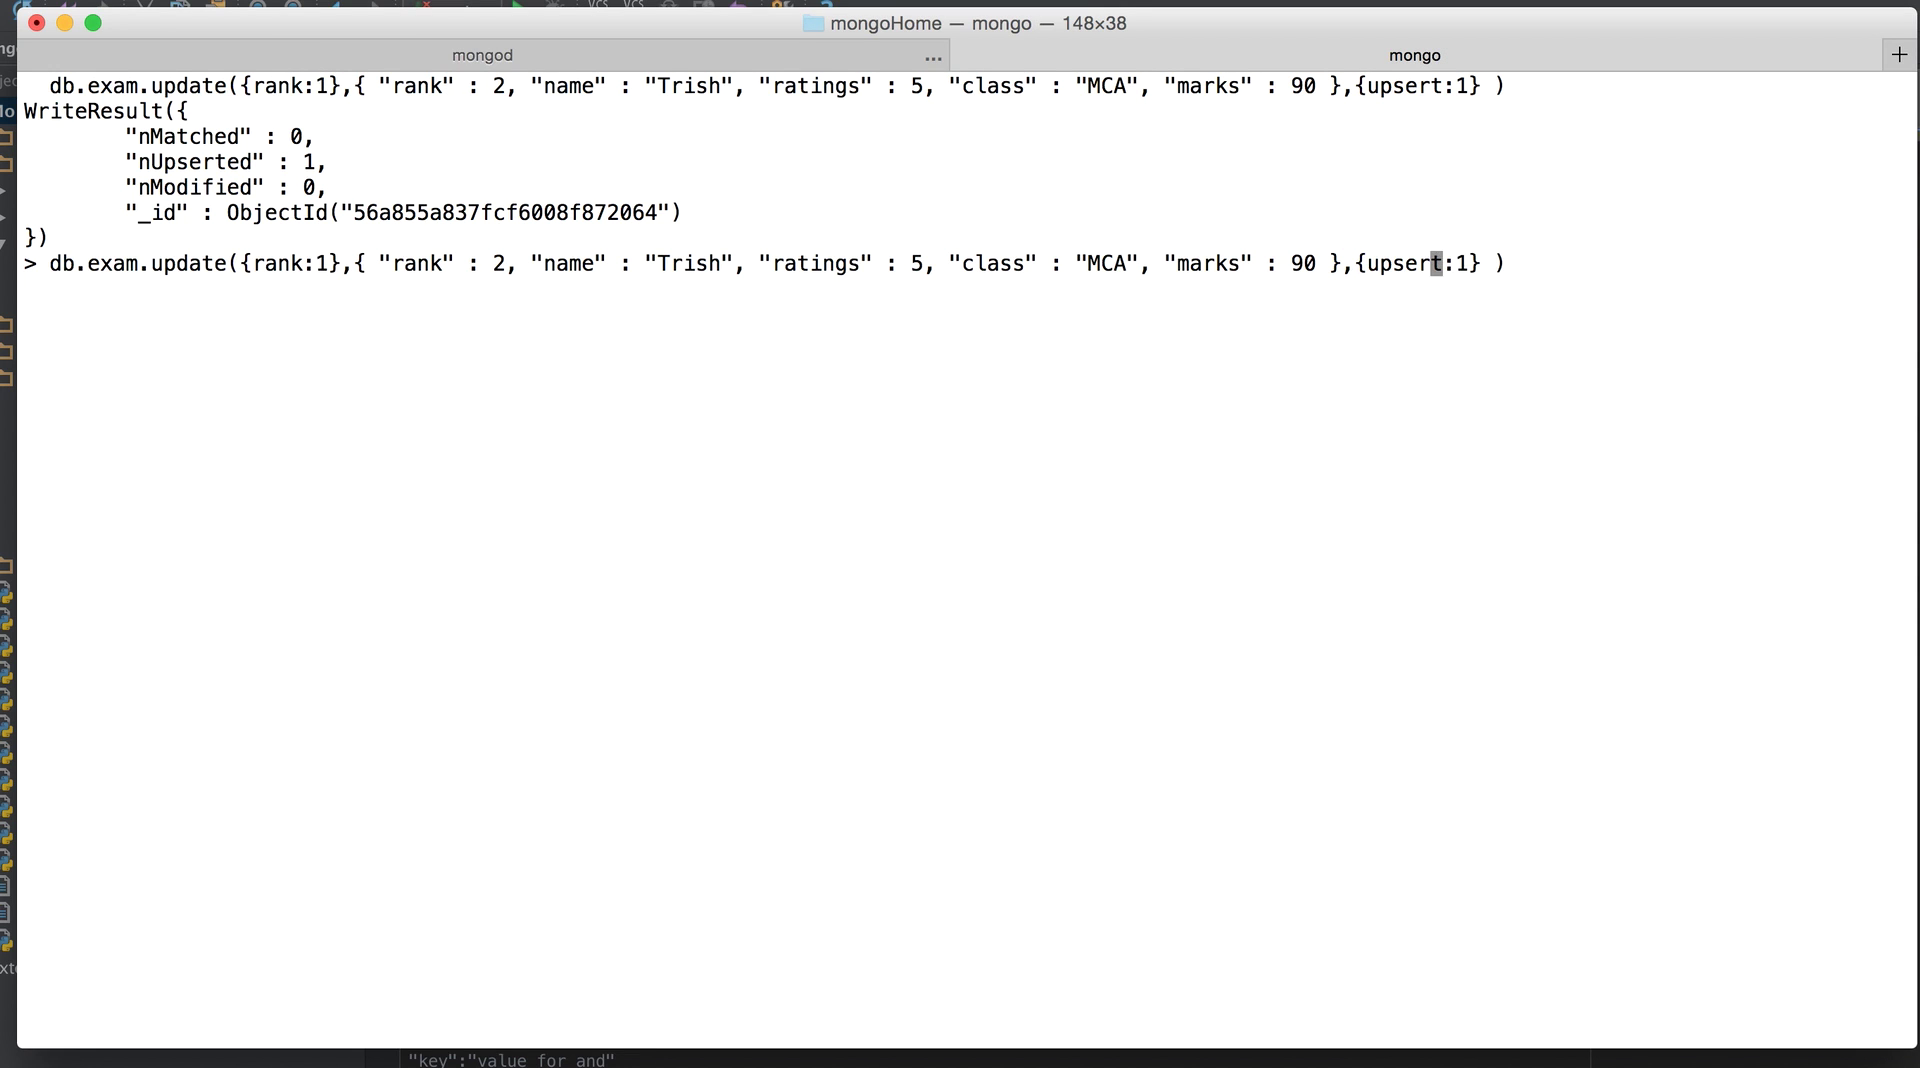 mongoHome — mongo — 148×38
mongod ...
mongo +
db.exam.update({rank:1},{ "rank" : 2, "name" : "Trish", "ratings" : 5, "class" : "MCA", "marks" : 90 },{upsert:1} )
WriteResult({
"nMatched" : 0,
"nUpserted" : 1,
"nModified" : 0,
"_id" : ObjectId("56a855a837fcf6008f872064")
})
> db.exam.update({rank:1},{ "rank" : 2, "name" : "Trish", "ratings" : 5, "class" : "MCA", "marks" : 90 },{upsert:1} )
"key":"value for and"